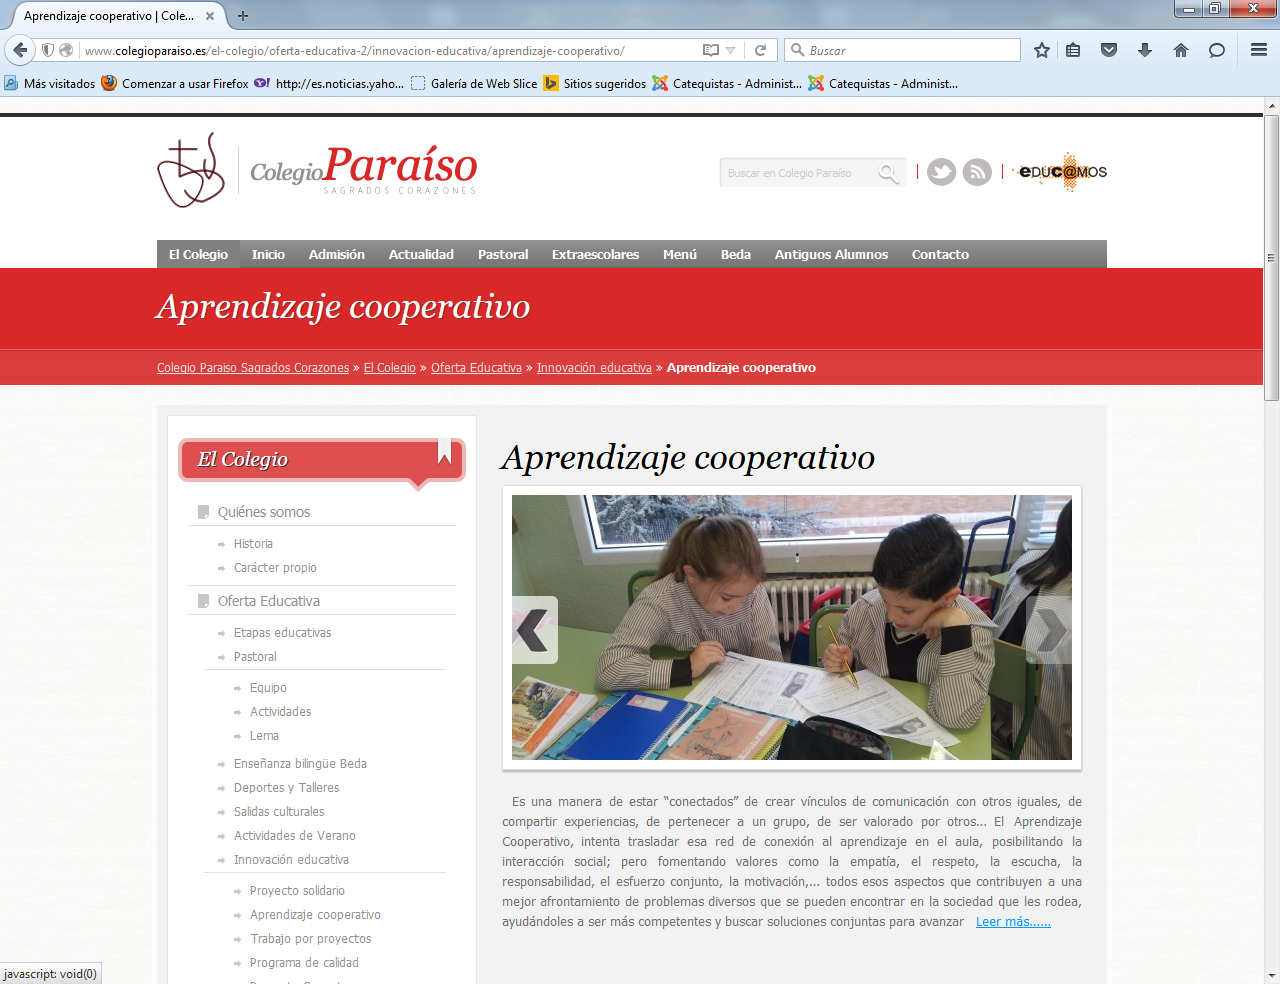 Aprendizaje cooperativo | Cole...
www.colegioparaiso.es/el-colegio/oferta-educativa-2/innovacion-educativa/aprendizaje-cooperativo/
Buscar
Más visitados
Comenzar a usar Firefox
http://es.noticias.yaho...
Galería de Web Slice
Sitios sugeridos
Catequistas - Administ...
Catequistas - Administ...
Colegio Paraíso
SAGRADOS CORAZONES
Buscar en Colegio Paraíso
eDUC@MOS
El Colegio
Inicio
Admisión
Actualidad
Pastoral
Extraescolares
Menú
Beda
Antiguos Alumnos
Contacto
Aprendizaje cooperativo
Colegio Paraiso Sagrados Corazones » El Colegio » Oferta Educativa » Innovación educativa » Aprendizaje cooperativo
El Colegio
Quiénes somos
Historia
Carácter propio
Oferta Educativa
Etapas educativas
Pastoral
Equipo
Actividades
Lema
Enseñanza bilingüe Beda
Deportes y Talleres
Salidas culturales
Actividades de Verano
Innovación educativa
Proyecto solidario
Aprendizaje cooperativo
Trabajo por proyectos
Programa de calidad
Aprendizaje cooperativo
Es una manera de estar “conectados” de crear vínculos de comunicación con otros iguales, de
compartir experiencias, de pertenecer a un grupo, de ser valorado por otros... El Aprendizaje
Cooperativo, intenta trasladar esa red de conexión al aprendizaje en el aula, posibilitando la
interacción social; pero fomentando valores como la empatía, el respeto, la escucha, la
responsabilidad, el esfuerzo conjunto, la motivación,... todos esos aspectos que contribuyen a una
mejor afrontamiento de problemas diversos que se pueden encontrar en la sociedad que les rodea,
ayudándoles a ser más competentes y buscar soluciones conjuntas para avanzar Leer más......
javascript: void(0)